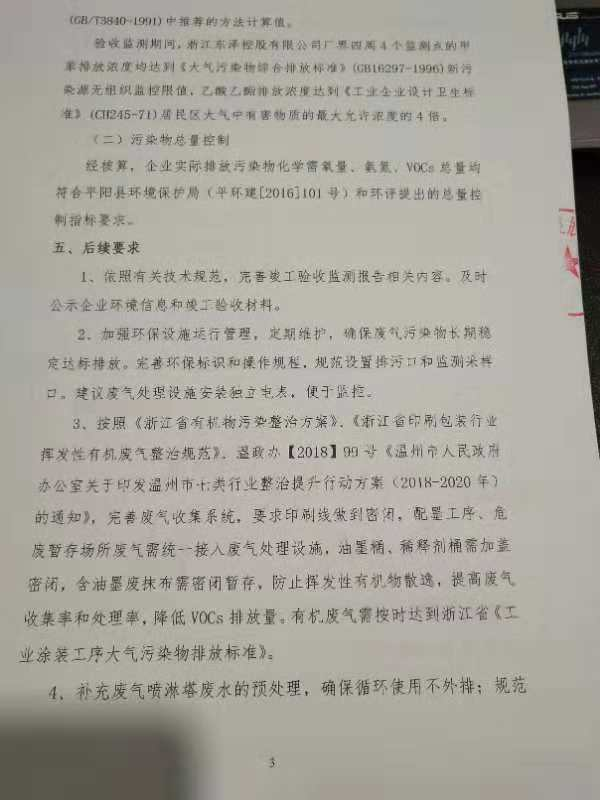 (GB/T3840-1991)中推荐的方法计算值。
验收监测期间，浙江东泽控股有限公司厂界四周4个监测点的甲
苯排放浓度均达到《大气污染物综合排放标准》(GB16297-1996)新污
染源无组织监控限值，乙酸乙酯排放浓度达到《工业企业设计卫生标
准》(CH245-71)居民区大气中有害物质的最大允许浓度的4倍。
（二）污染物总量控制
经核算，企业实际排放污染物化学需氧量、氨氮、VOCs总量均
符合平阳县环境保护局（平环建[2016]101号）和环评提出的总量控
制指标要求。
五、后续要求
1、依照有关技术规范，完善竣工验收监测报告相关内容。及时
公示企业环境信息和竣工验收材料。
2、加强环保设施运行管理，定期维护，确保废气污染物长期稳
定达标排放。完善环保标识和操作规程，规范设置排污口和监测采样
口。建议废气处理设施安装独立电表，便于监控。
3、按照《浙江省有机物污染整治方案》、《浙江省印刷包装行业
挥发性有机废气整治规范》、温政办【2018】99号《温州市人民政府
办公室关于印发温州市七类行业整治提升行动方案（2018-2020年）
的通知》，完善废气收集系统，要求印刷线做到密闭，配墨工序、危
废暂存场所废气需统一接入废气处理设施，油墨桶、稀释剂桶需加盖
密闭，含油墨废抹布需密闭暂存，防止挥发性有机物散逸，提高废气
收集率和处理率，降低VOCs排放量。有机废气需按时达到浙江省《工
业涂装工序大气污染物排放标准》。
4、补充废气喷淋塔废水的预处理，确保循环使用不外排；规范
3